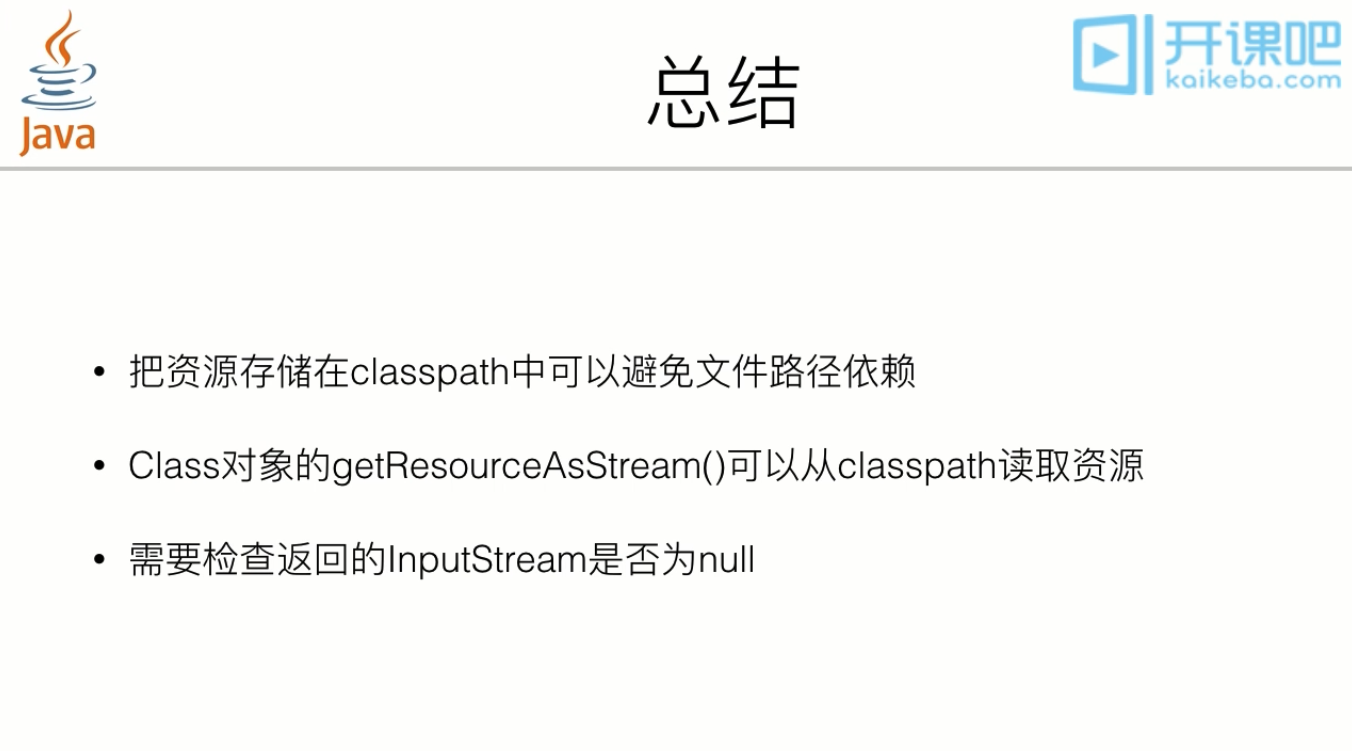 Java
开课吧
kaikeba.com
总结
• 把资源存储在classpath中可以避免文件路径依赖
• Class对象的getResourceAsStream()可以从classpath读取资源
• 需要检查返回的InputStream是否为null